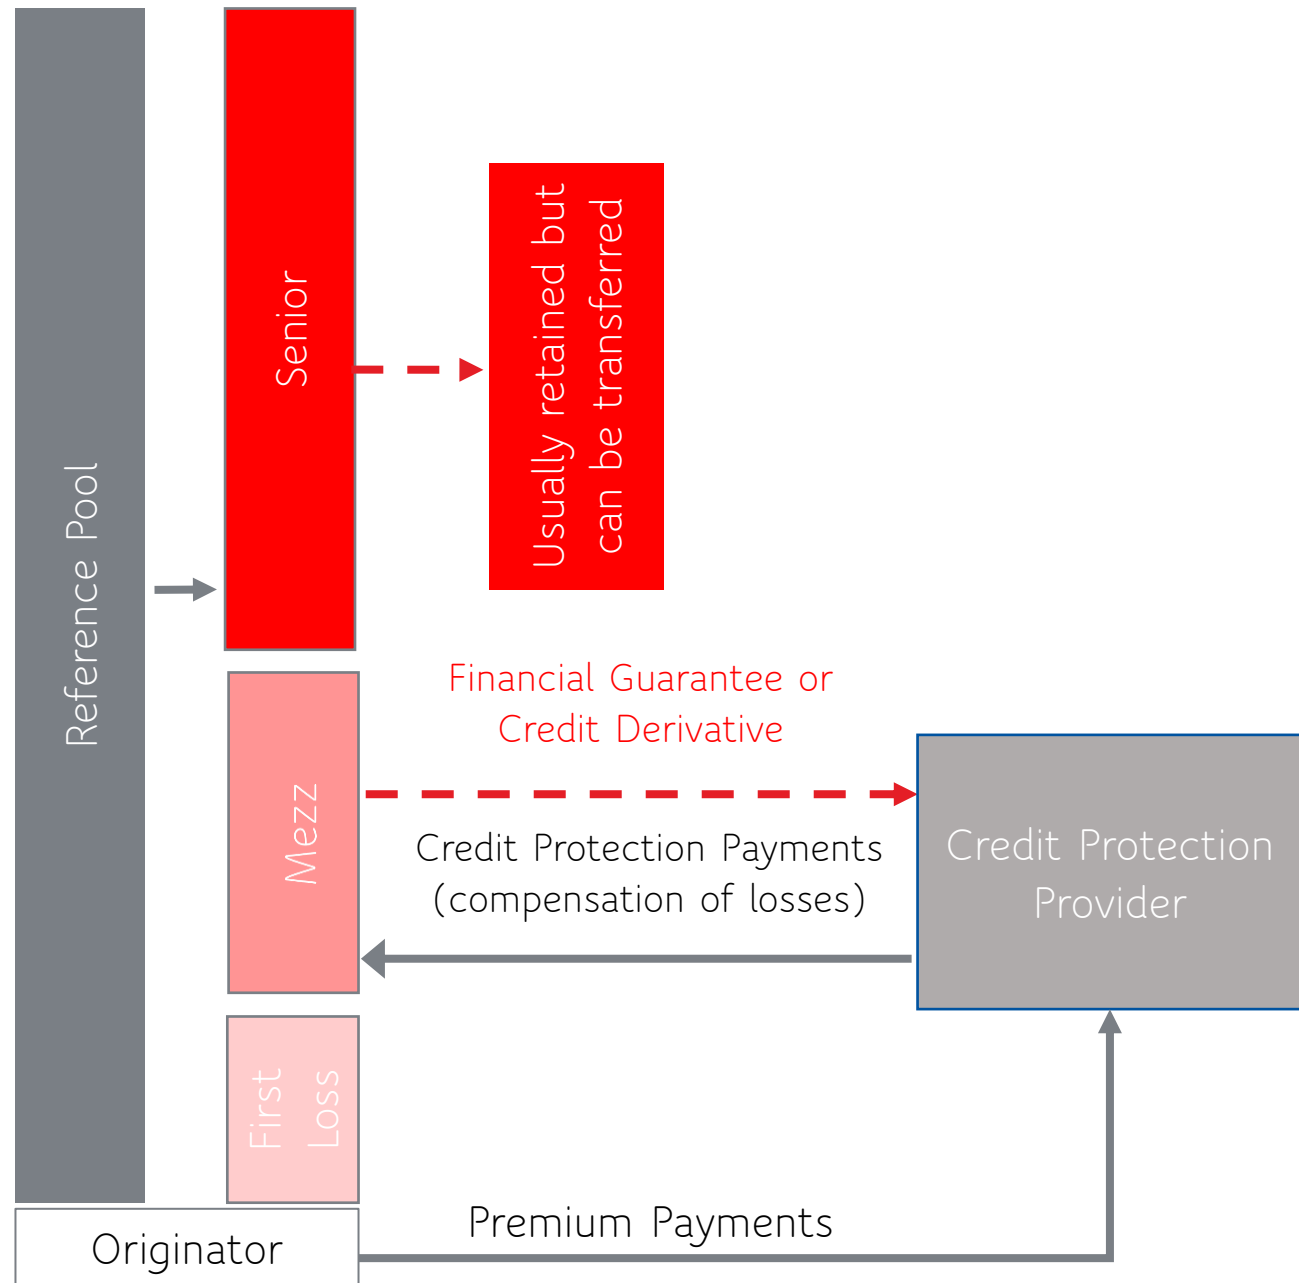 Reference Pool
Senior
Usually retained but
can be transferred
Financial Guarantee or
Credit Derivative
Mezz
Credit Protection Payments
(compensation of losses)
Credit Protection
Provider
First
Loss
Originator
Premium Payments